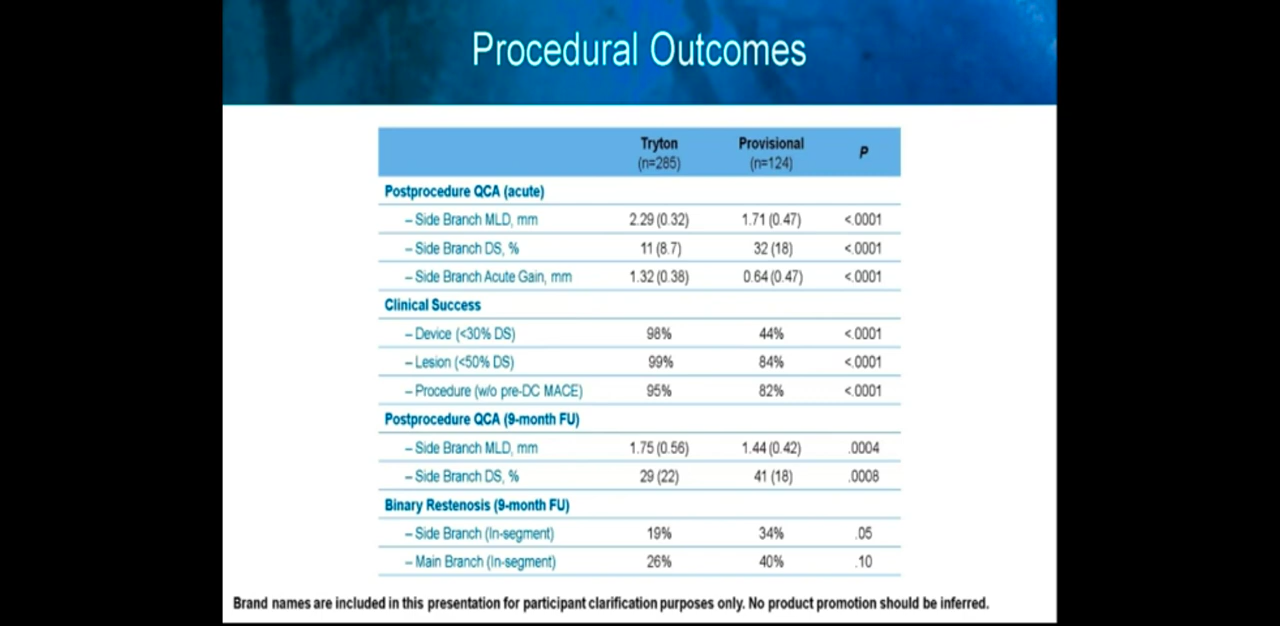 Procedural Outcomes
Tryton Provisional P
(n=285) (n=124)
Postprocedure QCA (acute)
– Side Branch MLD, mm 2.29 (0.32) 1.71 (0.47) <.0001
– Side Branch DS, % 11 (8.7) 32 (18) <.0001
– Side Branch Acute Gain, mm 1.32 (0.38) 0.64 (0.47) <.0001
Clinical Success
– Device (<30% DS) 98% 44% <.0001
– Lesion (<50% DS) 99% 84% <.0001
– Procedure (w/o pre-DC MACE) 95% 82% <.0001
Postprocedure QCA (9-month FU)
– Side Branch MLD, mm 1.75 (0.56) 1.44 (0.42) .0004
– Side Branch DS, % 29 (22) 41 (18) .0008
Binary Restenosis (9-month FU)
– Side Branch (In-segment) 19% 34% .05
– Main Branch (In-segment) 26% 40% .10
Brand names are included in this presentation for participant clarification purposes only. No product promotion should be inferred.